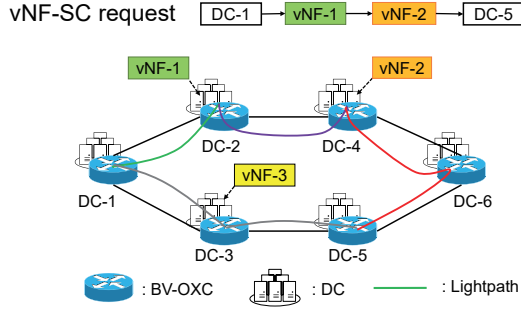 vNF-SC request DC-1 vNF-1 vNF-2 DC-5
vNF-1 vNF-2
DC-2 DC-4
DC-1 vNF-3 DC-6
DC-3 DC-5
: BV-OXC : DC : Lightpath